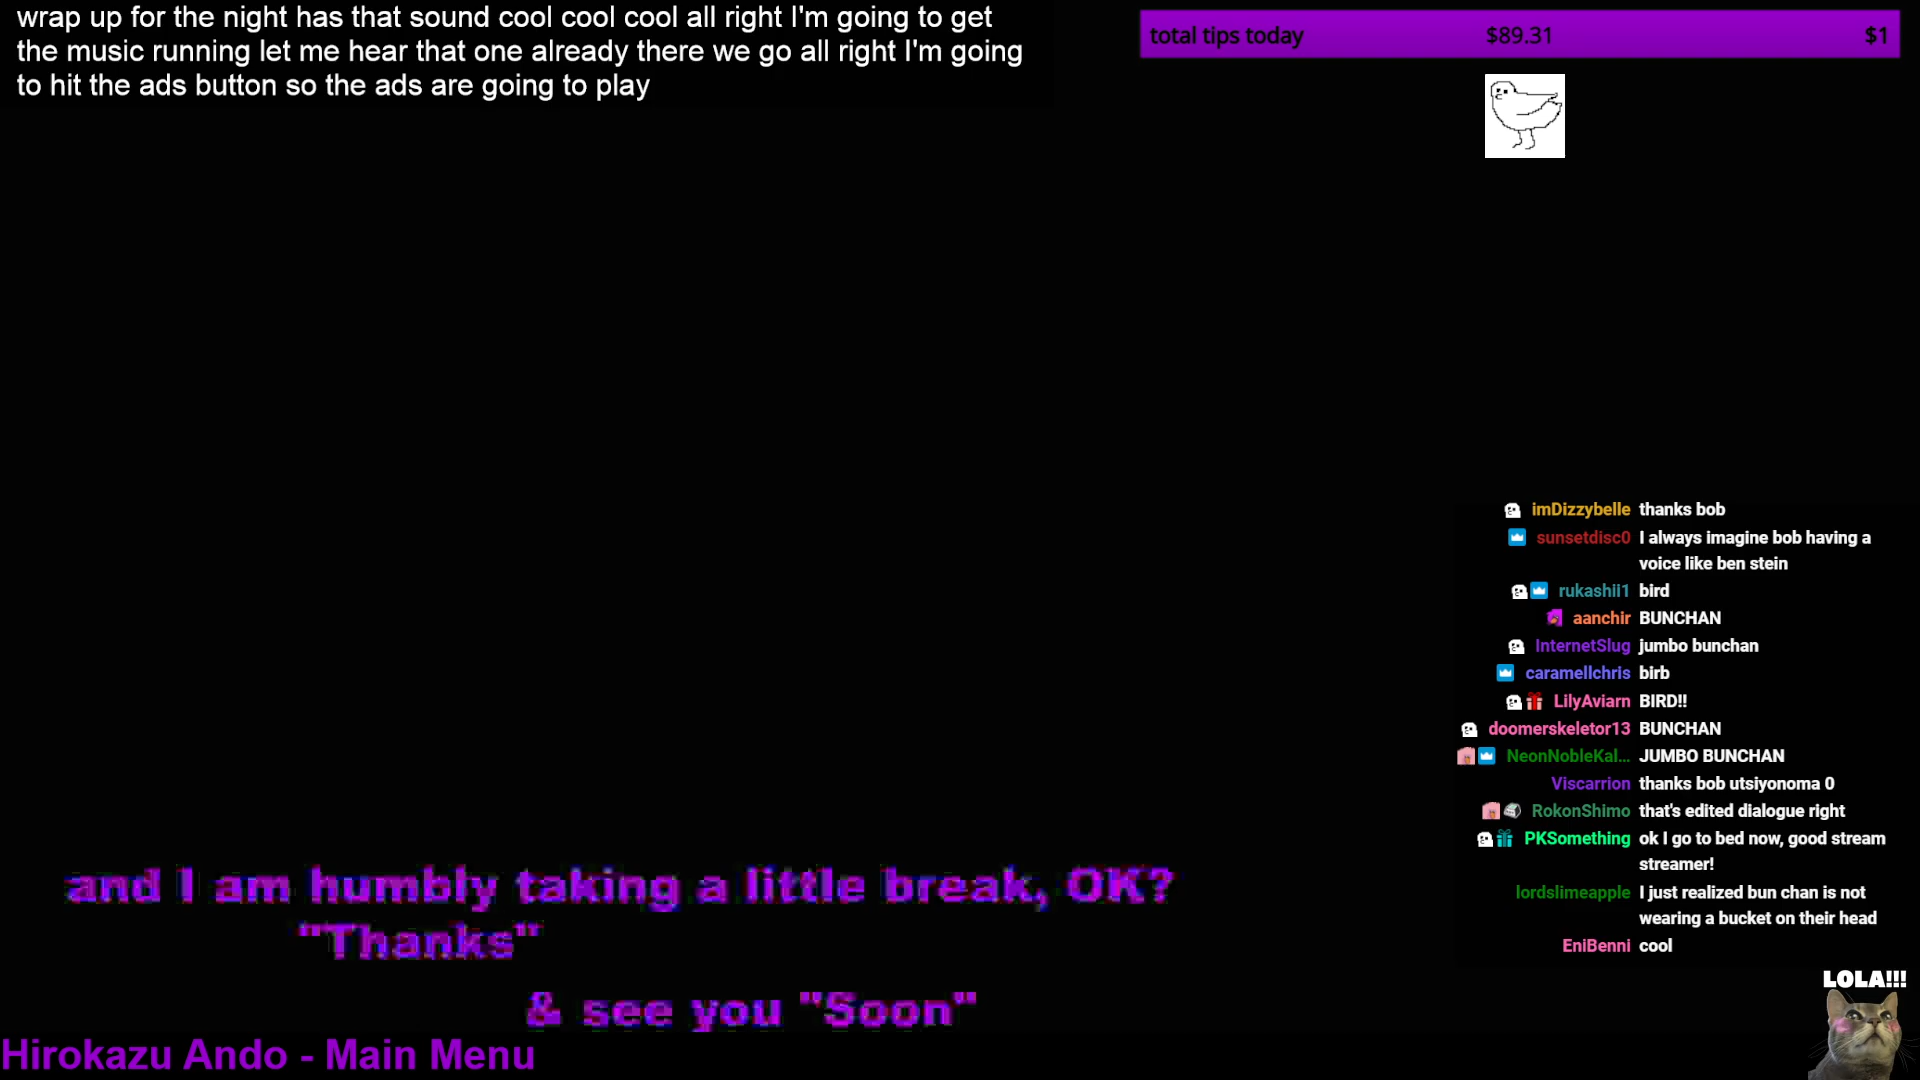 wrap up for the night has that sound cool cool cool all right I'm going to get
the music running let me hear that one already there we go all right I'm going
to hit the ads button so the ads are going to play
total tips today $89.31 $1
imDizzybelle thanks bob
sunsetdisc0 I always imagine bob having a
voice like ben stein
rukashii1 bird
aanchir BUNCHAN
InternetSlug jumbo bunchan
caramellchris birb
LilyAviarn BIRD!!
doomerskeletor13 BUNCHAN
NeonNobleKal... JUMBO BUNCHAN
Viscarrion thanks bob utsiyonoma 0
RokonShimo that's edited dialogue right
PKSomething ok I go to bed now, good stream
streamer!
lordslimeapple I just realized bun chan is not
wearing a bucket on their head
EniBenni cool
and I am humbly taking a little break, OK?
"Thanks"
& see you "Soon"
Hirokazu Ando - Main Menu
LOLA!!!